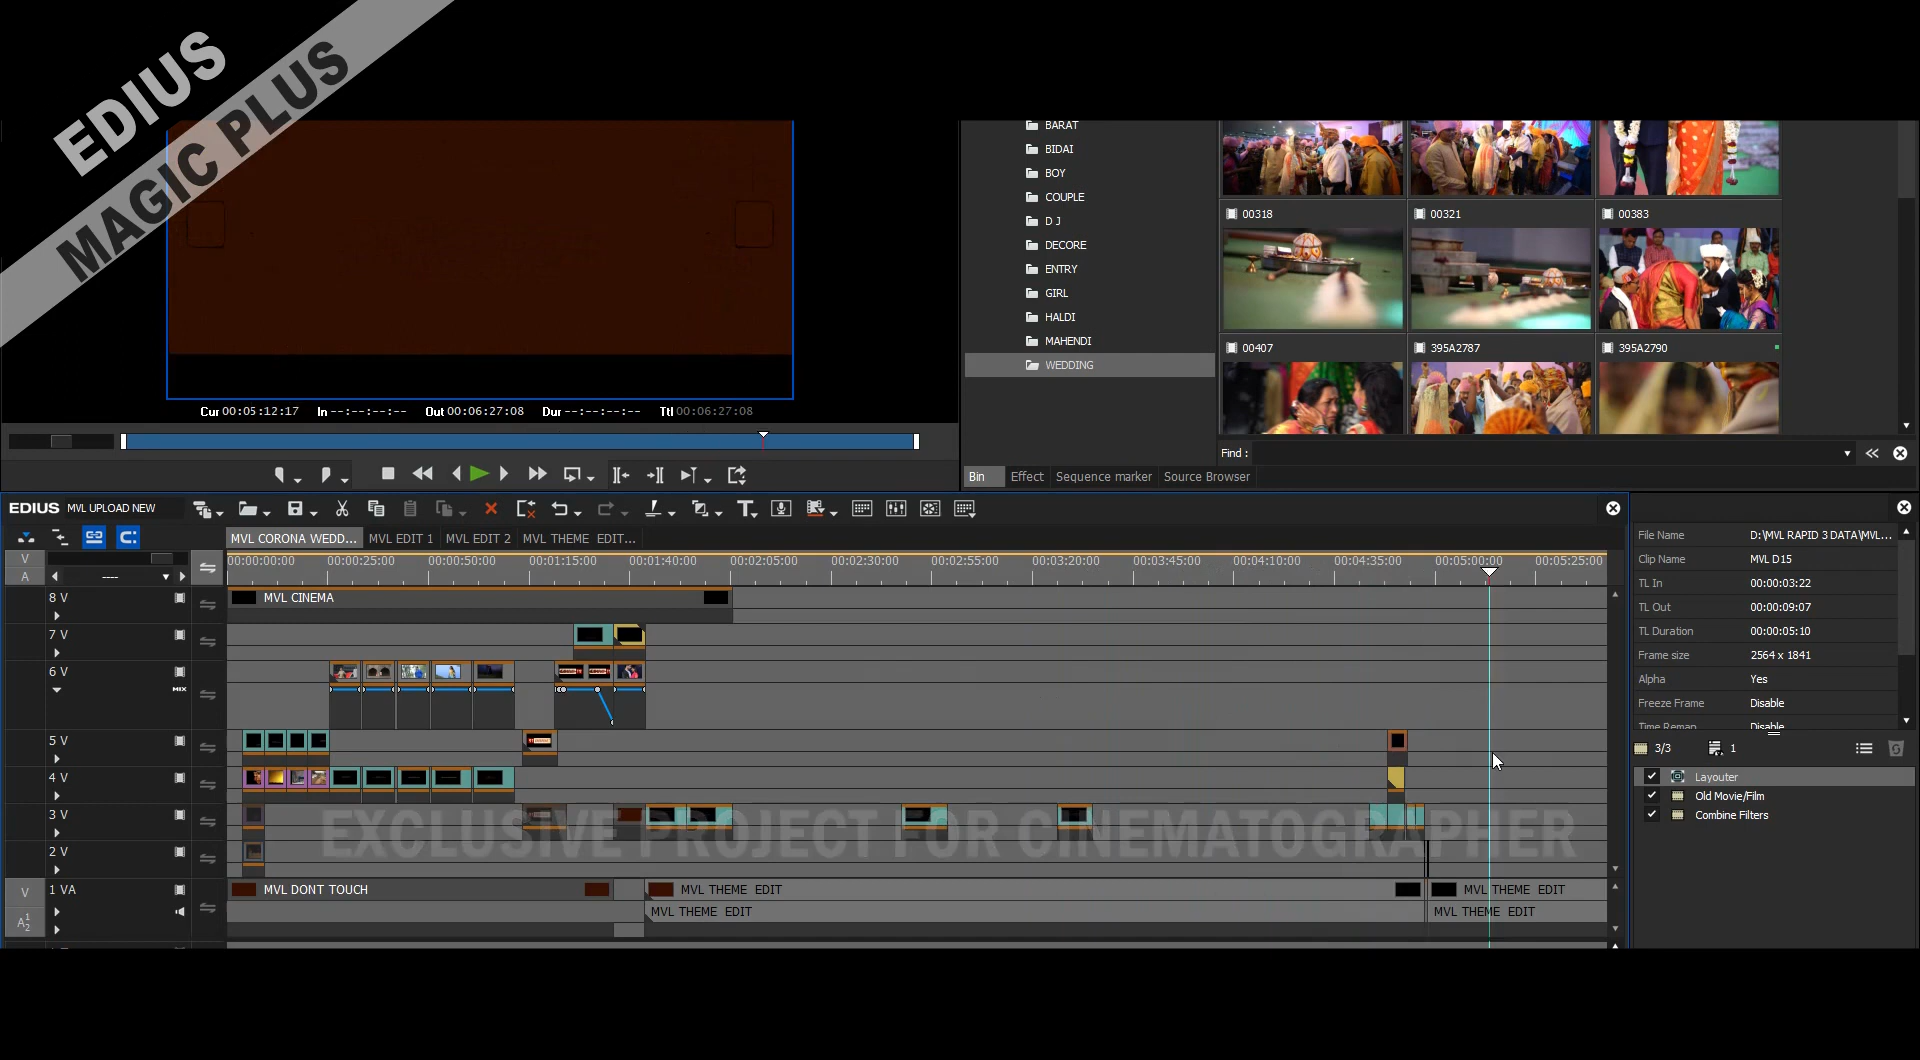 EDIUS
MAGIC PLUS
Cur 00:05:12:17 In --:--:--:-- Out 00:06:27:08 Dur --:--:--:-- Ttl 00:06:27:08
BARAT
BIDAI
BOY
COUPLE
D J
DECORE
ENTRY
GIRL
HALDI
MAHENDI
WEDDING
00318 00321 00383
00407 395A2787 395A2790
Find :
Bin Effect Sequence marker Source Browser
EDIUS MVL UPLOAD NEW
MVL CORONA WEDD... MVL EDIT 1 MVL EDIT 2 MVL THEME EDIT...
V
A ----
00:00:00:00 00:00:25:00 00:00:50:00 00:01:15:00 00:01:40:00 00:02:05:00 00:02:30:00 00:02:55:00 00:03:20:00 00:03:45:00 00:04:10:00 00:04:35:00 00:05:00:00 00:05:25:00
8 V MVL CINEMA
7 V
6 V
MIX
5 V
4 V
3 V
EXCLUSIVE PROJECT FOR CINEMATOGRAPHER
2 V
V 1 VA MVL DONT TOUCH MVL THEME EDIT MVL THEME EDIT
A 1 2 MVL THEME EDIT MVL THEME EDIT
File Name D:\MVL RAPID 3 DATA\MVL...
Clip Name MVL D15
TL In 00:00:03:22
TL Out 00:00:09:07
TL Duration 00:00:05:10
Frame size 2564 x 1841
Alpha Yes
Freeze Frame Disable
Time Remap Disable
3/3 1
Layouter
Old Movie/Film
Combine Filters